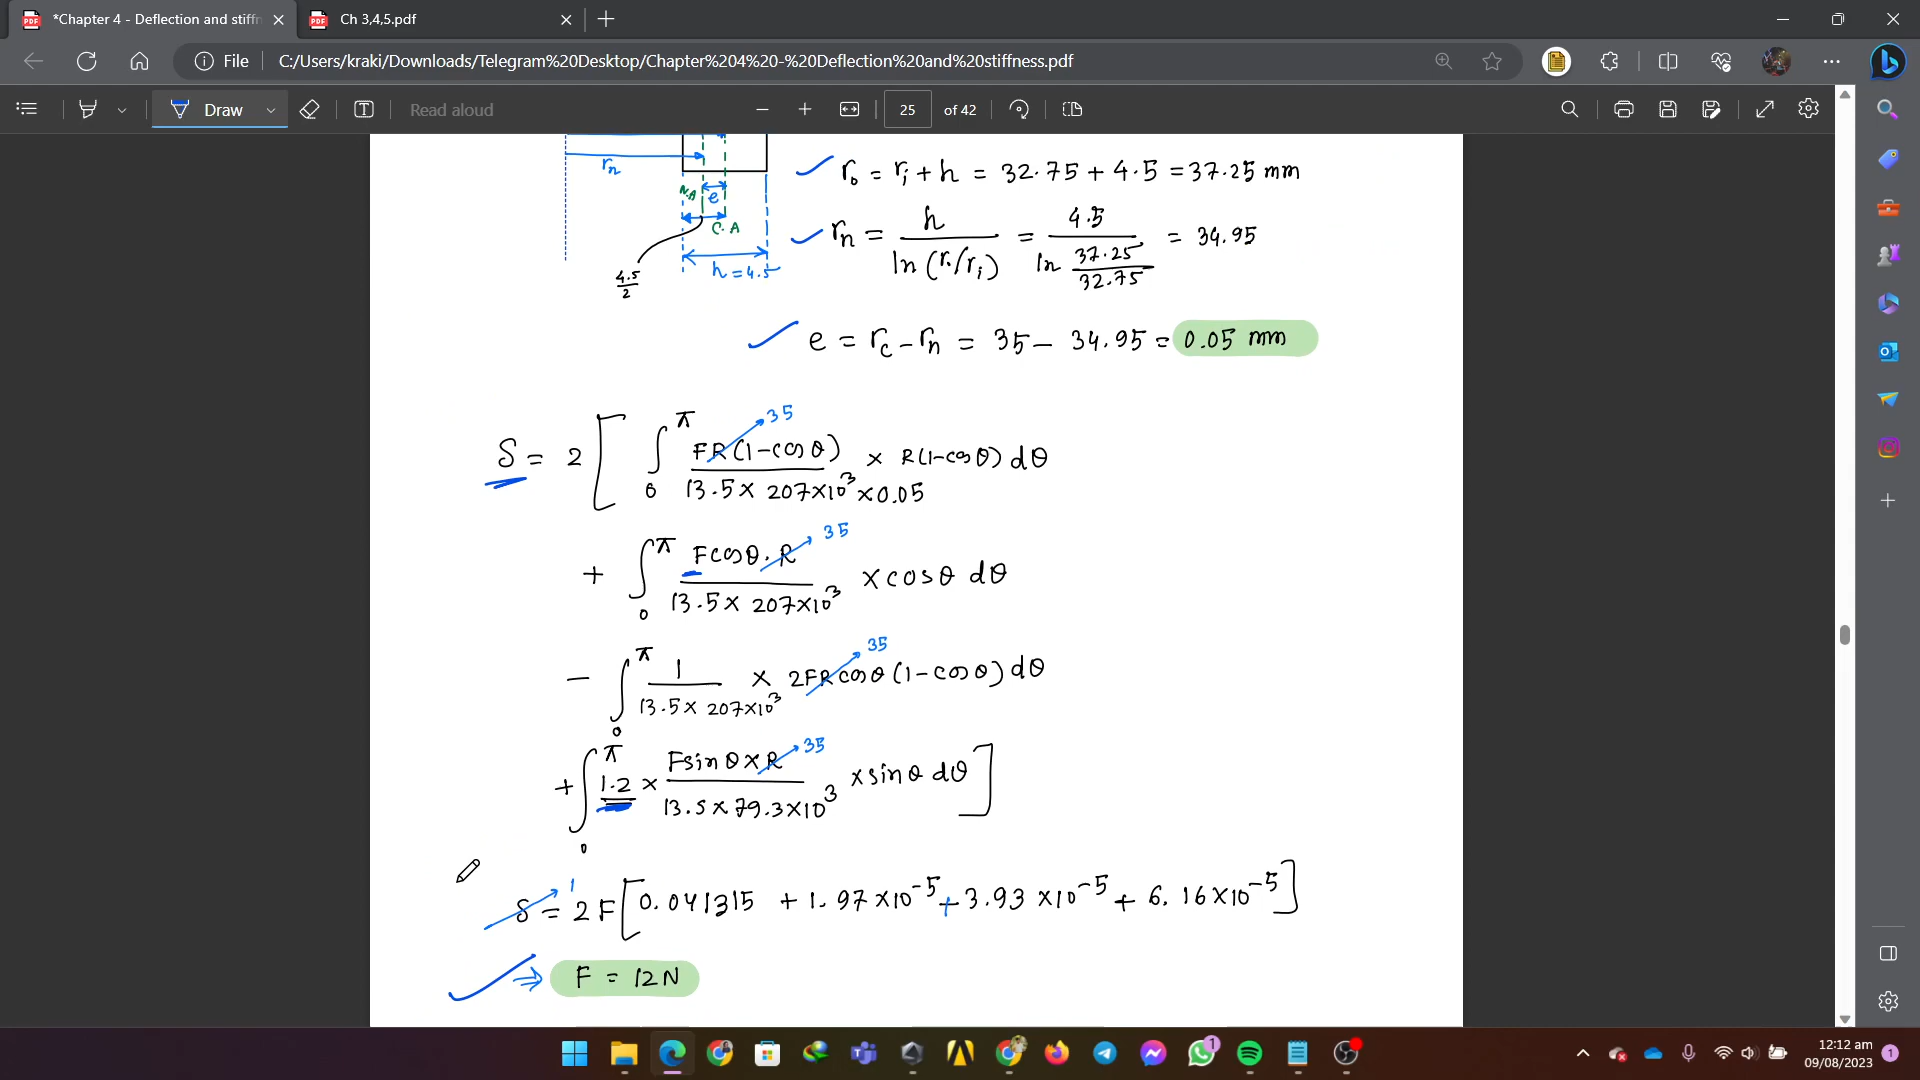 *Chapter 4 - Deflection and stiffn
Ch 3,4,5.pdf
File
C:/Users/kraki/Downloads/Telegram%20Desktop/Chapter%204%20-%20Deflection%20and%20stiffness.pdf
Draw
Read aloud
25 of 42
rₙ
N.A e
C.A
h = 4.5
4.5/2
r₀ = rᵢ + h = 32.75 + 4.5 = 37.25 mm
rₙ = h / ln (r₀/rᵢ) = 4.5 / ln 37.25/32.75 = 34.95
e = r_c - rₙ = 35 - 34.95 = 0.05 mm
δ = 2 [ ∫₀^π FR(1-cosθ) / 13.5 × 207×10³ × 0.05 × R(1-cosθ) dθ
35
+ ∫₀^π Fcosθ·R / 13.5 × 207×10³ × cosθ dθ
35
- ∫₀^π 1 / 13.5 × 207×10³ × 2FRcosθ (1-cosθ) dθ
35
+ ∫₀^π 1.2 × Fsinθ×R / 13.5×79.3×10³ × sinθ dθ ]
35
δ = 2F [ 0.041315 + 1.97×10⁻⁵ + 3.93×10⁻⁵ + 6.16×10⁻⁵ ]
1
⇒ F = 12N
12:12 am
09/08/2023
1
1